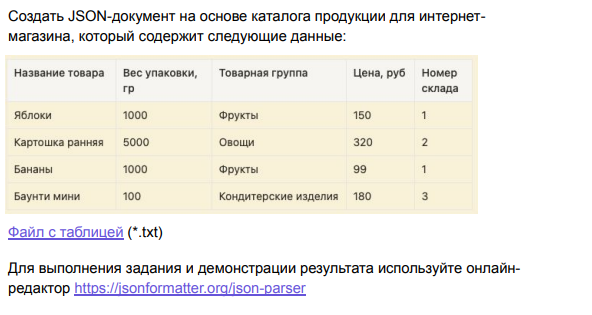 Создать JSON-документ на основе каталога продукции для интернет-
магазина, который содержит следующие данные:
Название товара Вес упаковки, гр Товарная группа Цена, руб Номер склада
Яблоки 1000 Фрукты 150 1
Картошка ранняя 5000 Овощи 320 2
Бананы 1000 Фрукты 99 1
Баунти мини 100 Кондитерские изделия 180 3
Файл с таблицей (*.txt)
Для выполнения задания и демонстрации результата используйте онлайн-
редактор https://jsonformatter.org/json-parser